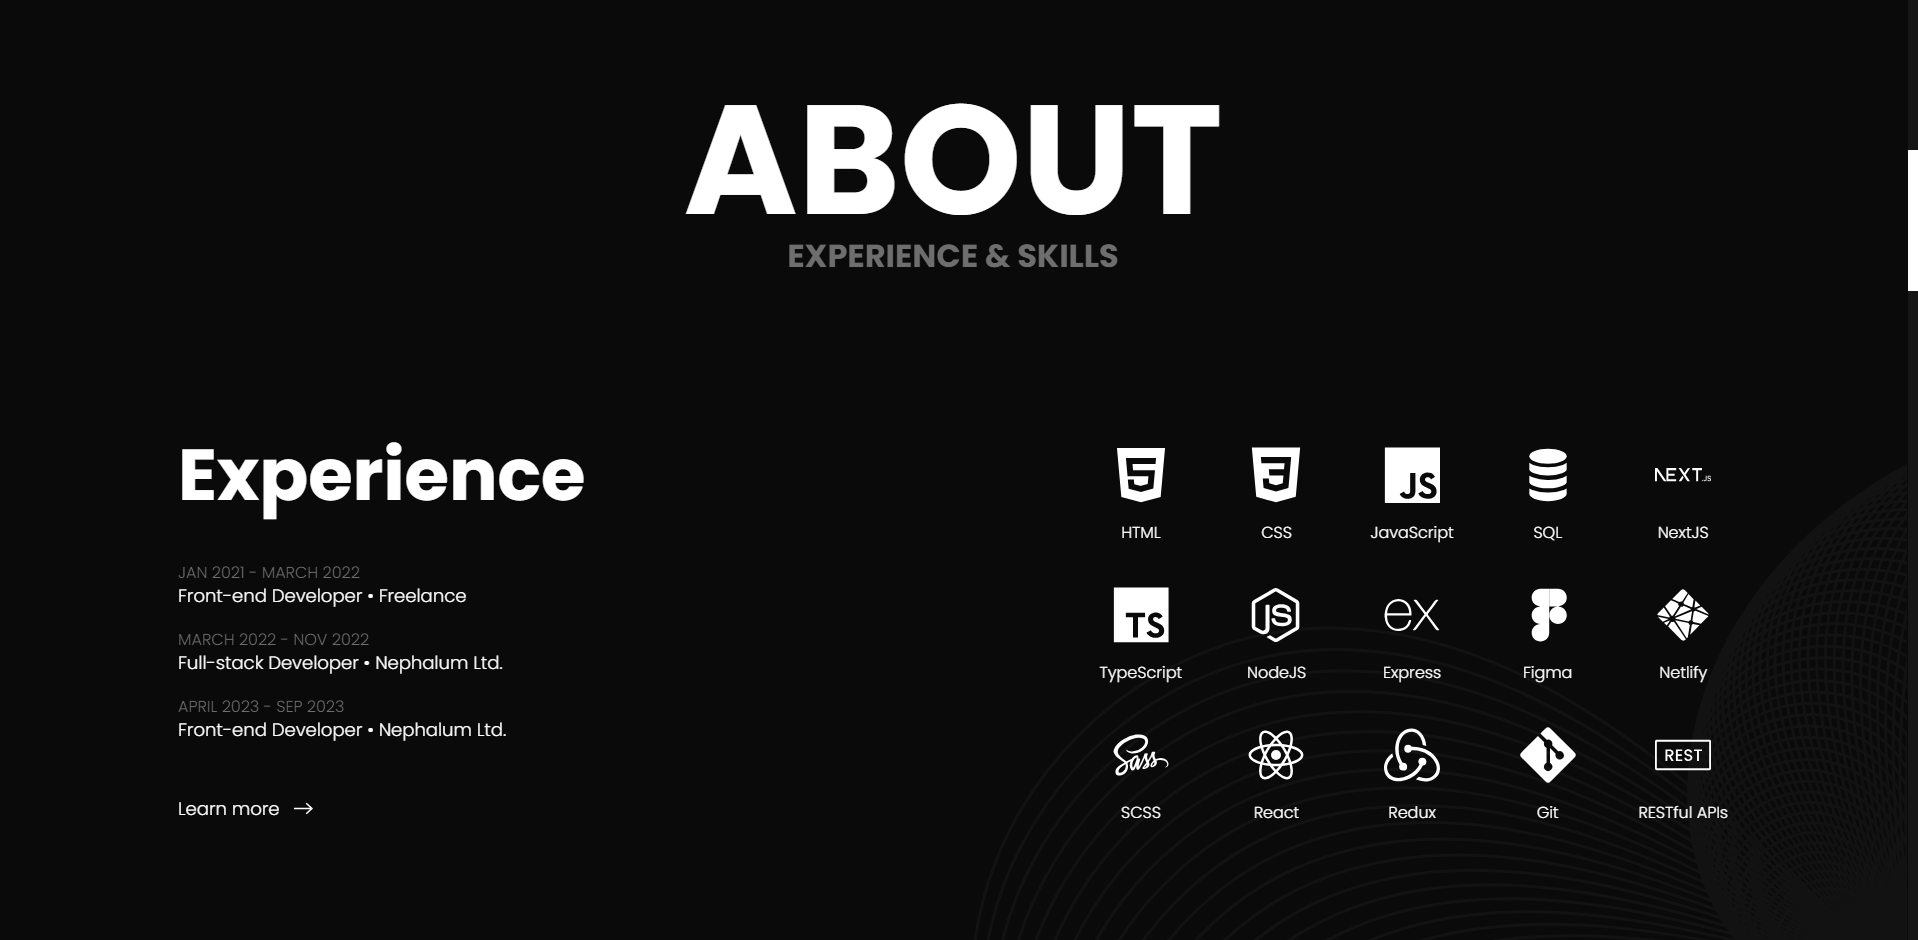 ABOUT
EXPERIENCE & SKILLS
Experience
JAN 2021 - MARCH 2022
Front-end Developer • Freelance
MARCH 2022 - NOV 2022
Full-stack Developer • Nephalum Ltd.
APRIL 2023 - SEP 2023
Front-end Developer • Nephalum Ltd.
Learn more →
JS NEXT.JS
HTML CSS JavaScript SQL NextJS
TS JS ex
TypeScript NodeJS Express Figma Netlify
Sass REST
SCSS React Redux Git RESTful APIs